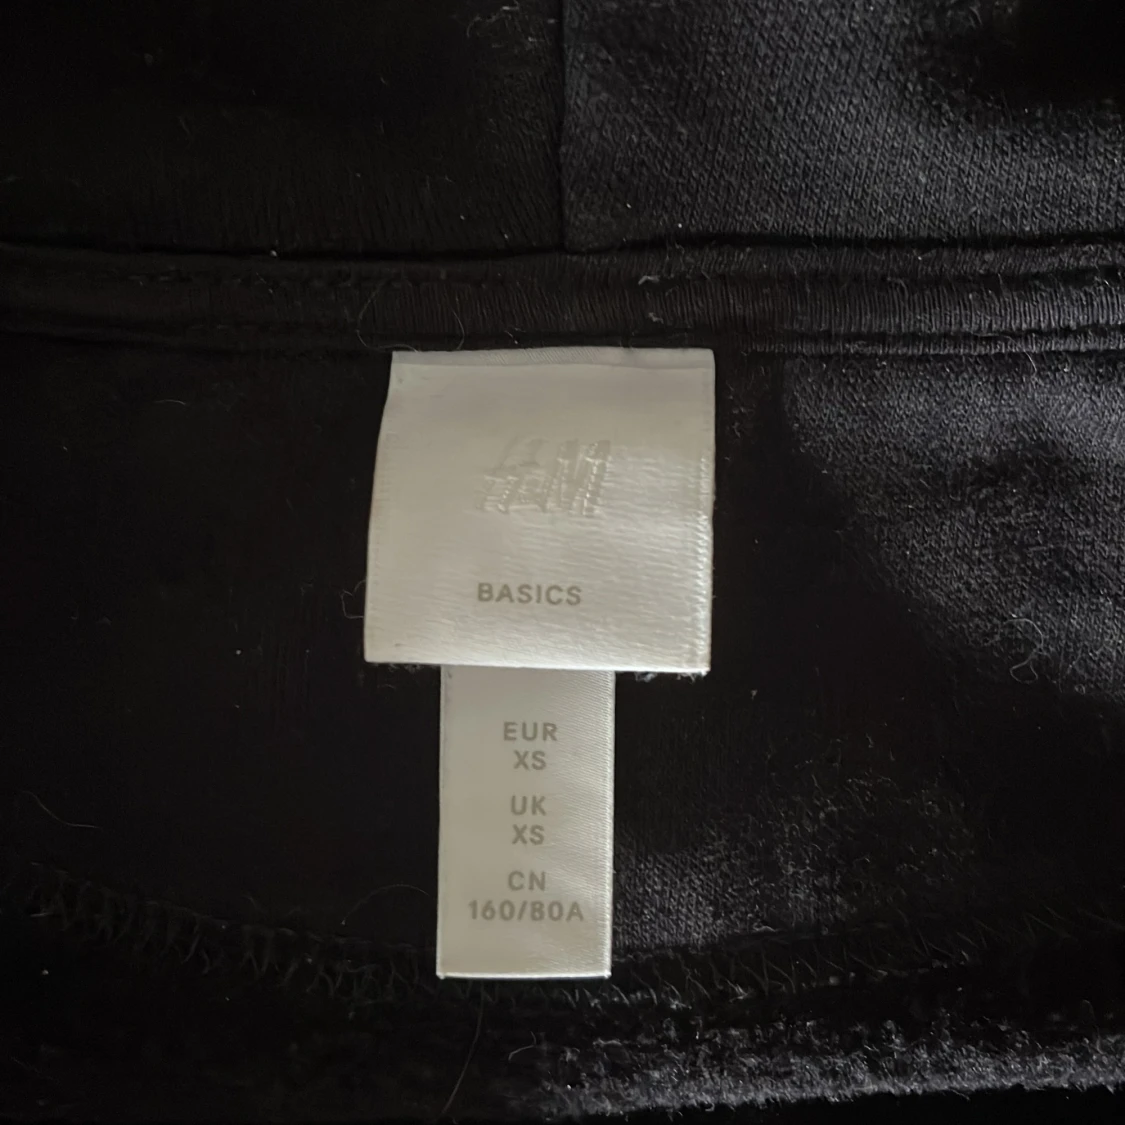 H&M
BASICS
EUR
XS
UK
XS
CN
160/80A